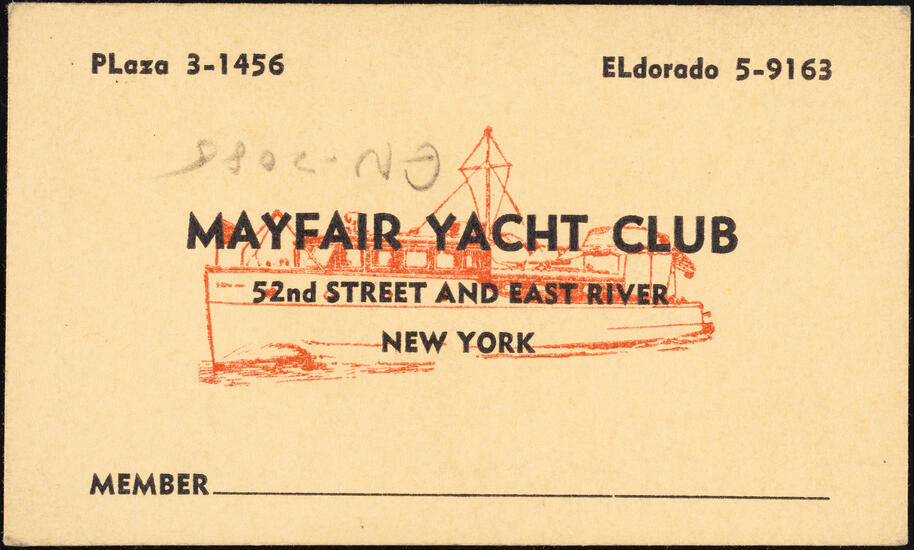 PLaza 3-1456
ELdorado 5-9163
MAYFAIR YACHT CLUB
52nd STREET AND EAST RIVER
NEW YORK
MEMBER